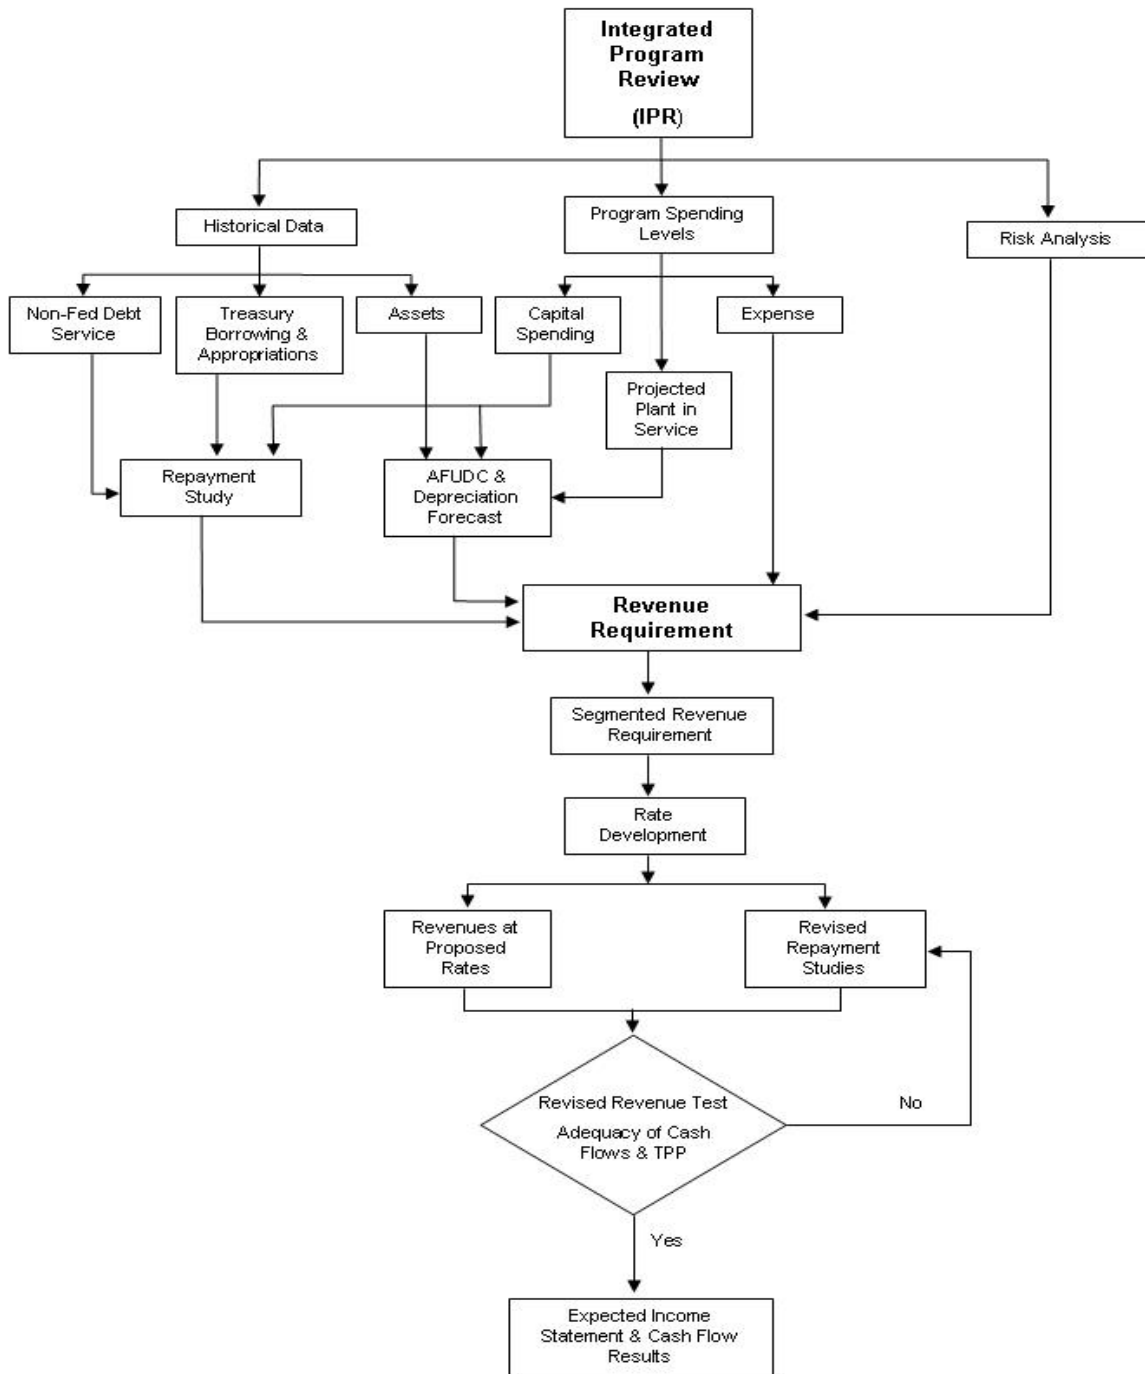 Integrated
Program
Review
(IPR)
Historical Data
Program Spending
Levels
Risk Analysis
Non-Fed Debt
Service
Treasury
Borrowing &
Appropriations
Assets
Capital
Spending
Expense
Projected
Plant in
Service
Repayment
Study
AFUDC &
Depreciation
Forecast
Revenue
Requirement
Segmented Revenue
Requirement
Rate
Development
Revenues at
Proposed
Rates
Revised
Repayment
Studies
Revised Revenue Test
Adequacy of Cash
Flows & TPP
No
Yes
Expected Income
Statement & Cash Flow
Results